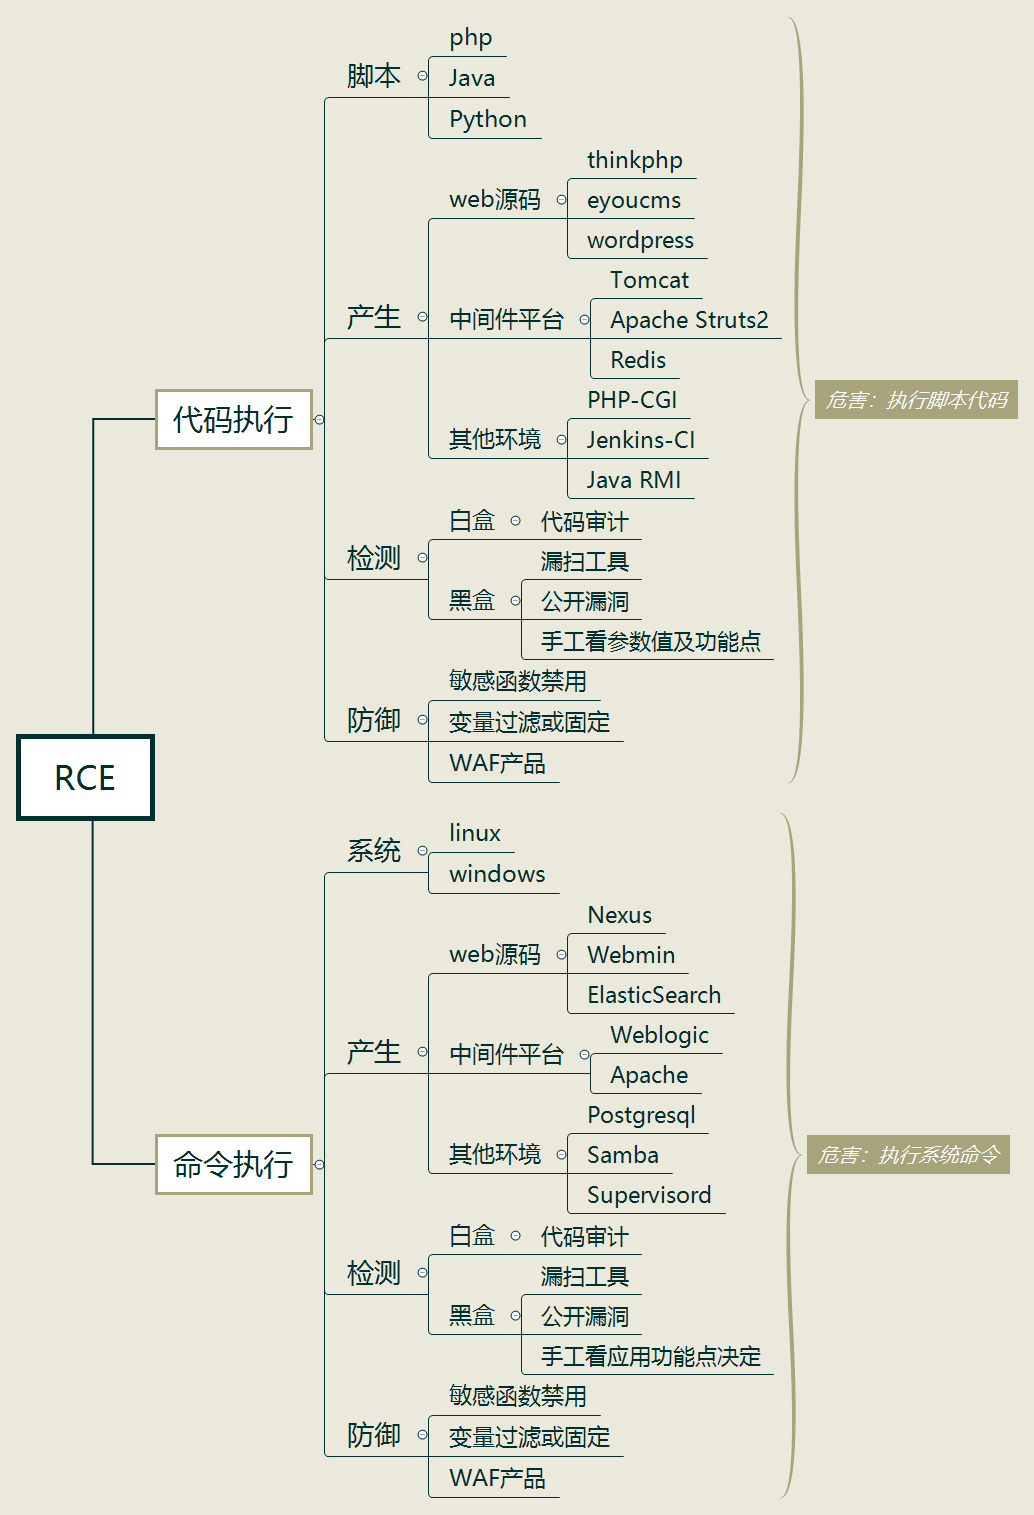 RCE
代码执行
脚本
php
Java
Python
产生
web源码
thinkphp
eyoucms
wordpress
中间件平台
Tomcat
Apache Struts2
Redis
其他环境
PHP-CGI
Jenkins-CI
Java RMI
检测
白盒
代码审计
黑盒
漏扫工具
公开漏洞
手工看参数值及功能点
防御
敏感函数禁用
变量过滤或固定
WAF产品
危害：执行脚本代码
命令执行
系统
linux
windows
产生
web源码
Nexus
Webmin
ElasticSearch
中间件平台
Weblogic
Apache
其他环境
Postgresql
Samba
Supervisord
检测
白盒
代码审计
黑盒
漏扫工具
公开漏洞
手工看应用功能点决定
防御
敏感函数禁用
变量过滤或固定
WAF产品
危害：执行系统命令